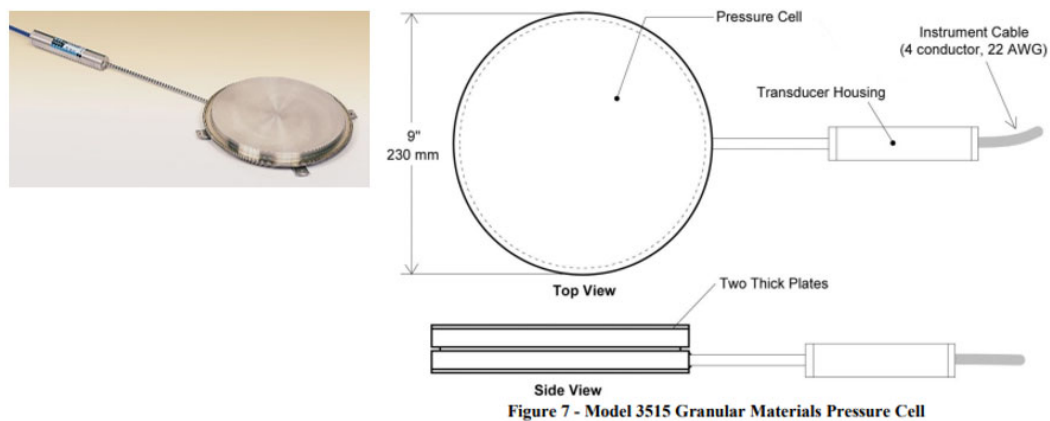 Pressure Cell
Instrument Cable
(4 conductor, 22 AWG)
Transducer Housing
9"
230 mm
Top View
Two Thick Plates
Side View
Figure 7 - Model 3515 Granular Materials Pressure Cell